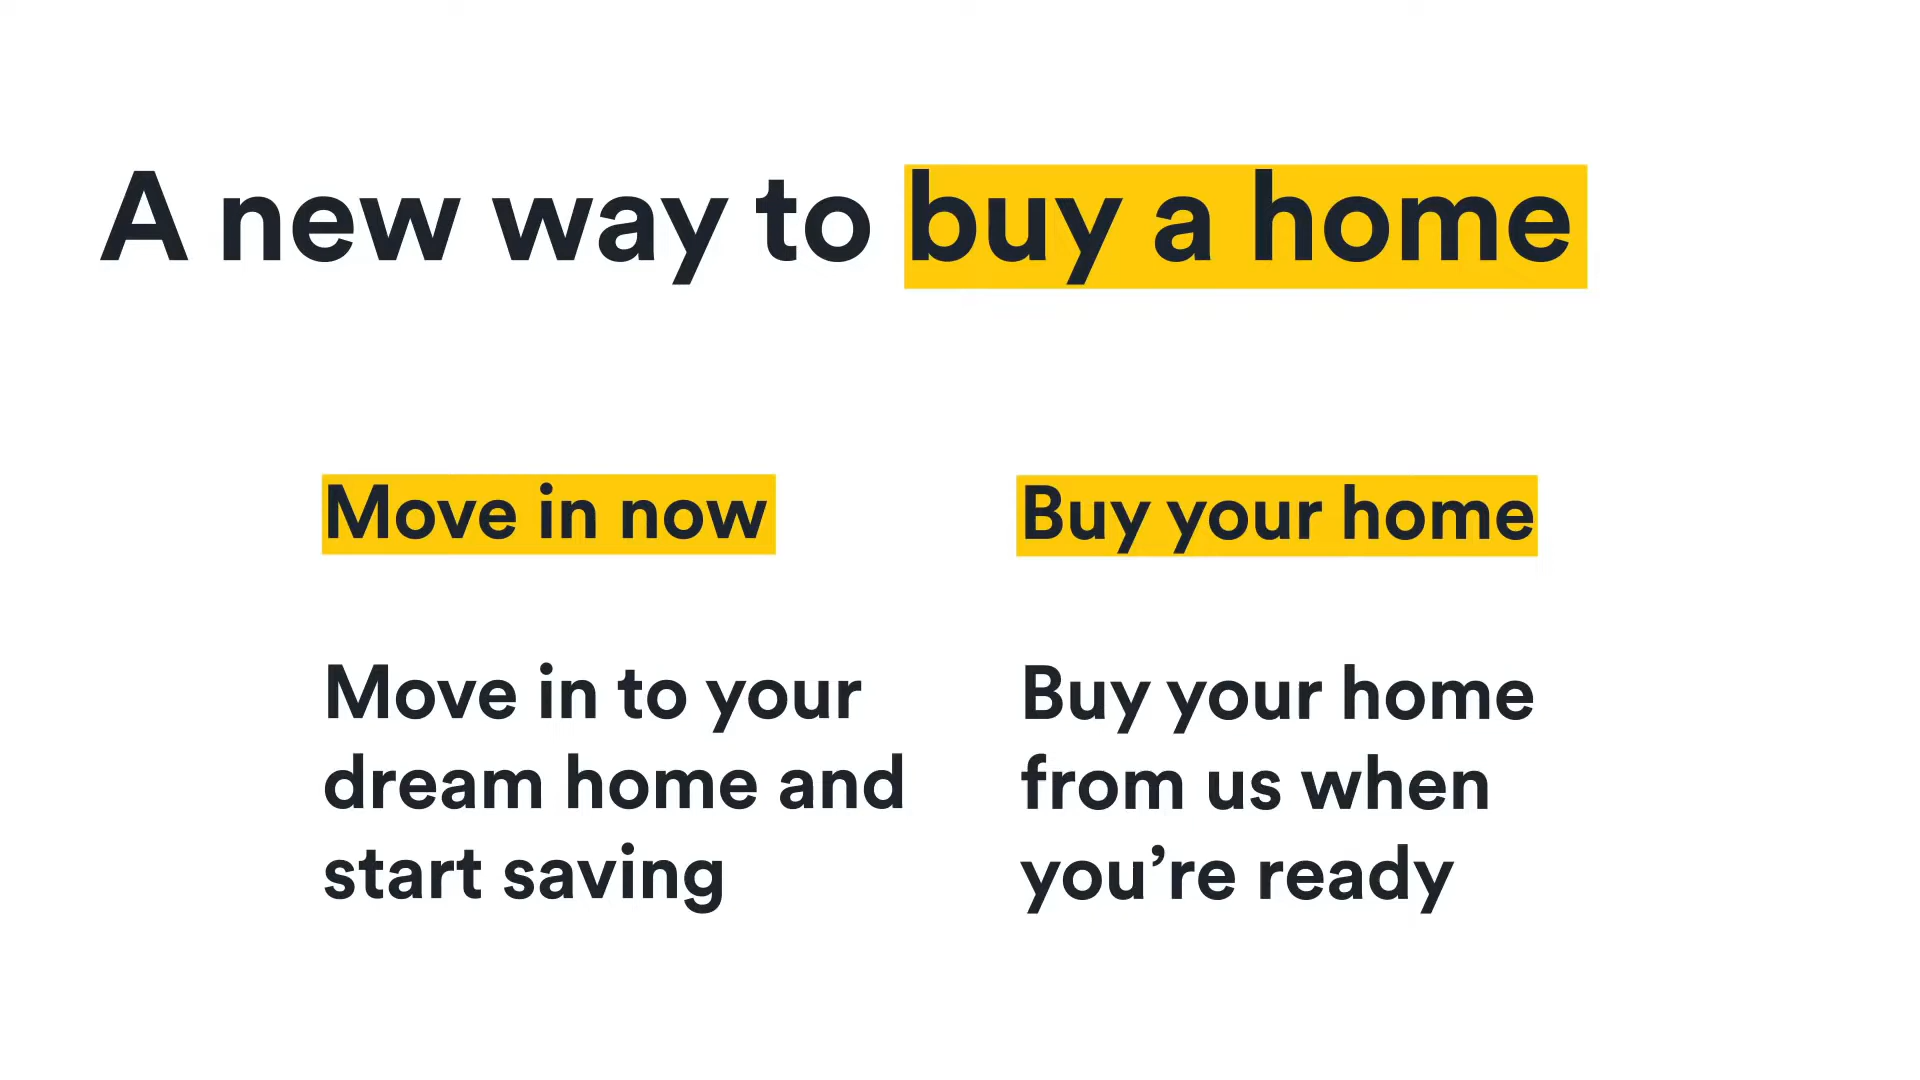 A new way to buy a home
Move in now
Move in to your
dream home and
start saving
Buy your home
Buy your home
from us when
you’re ready